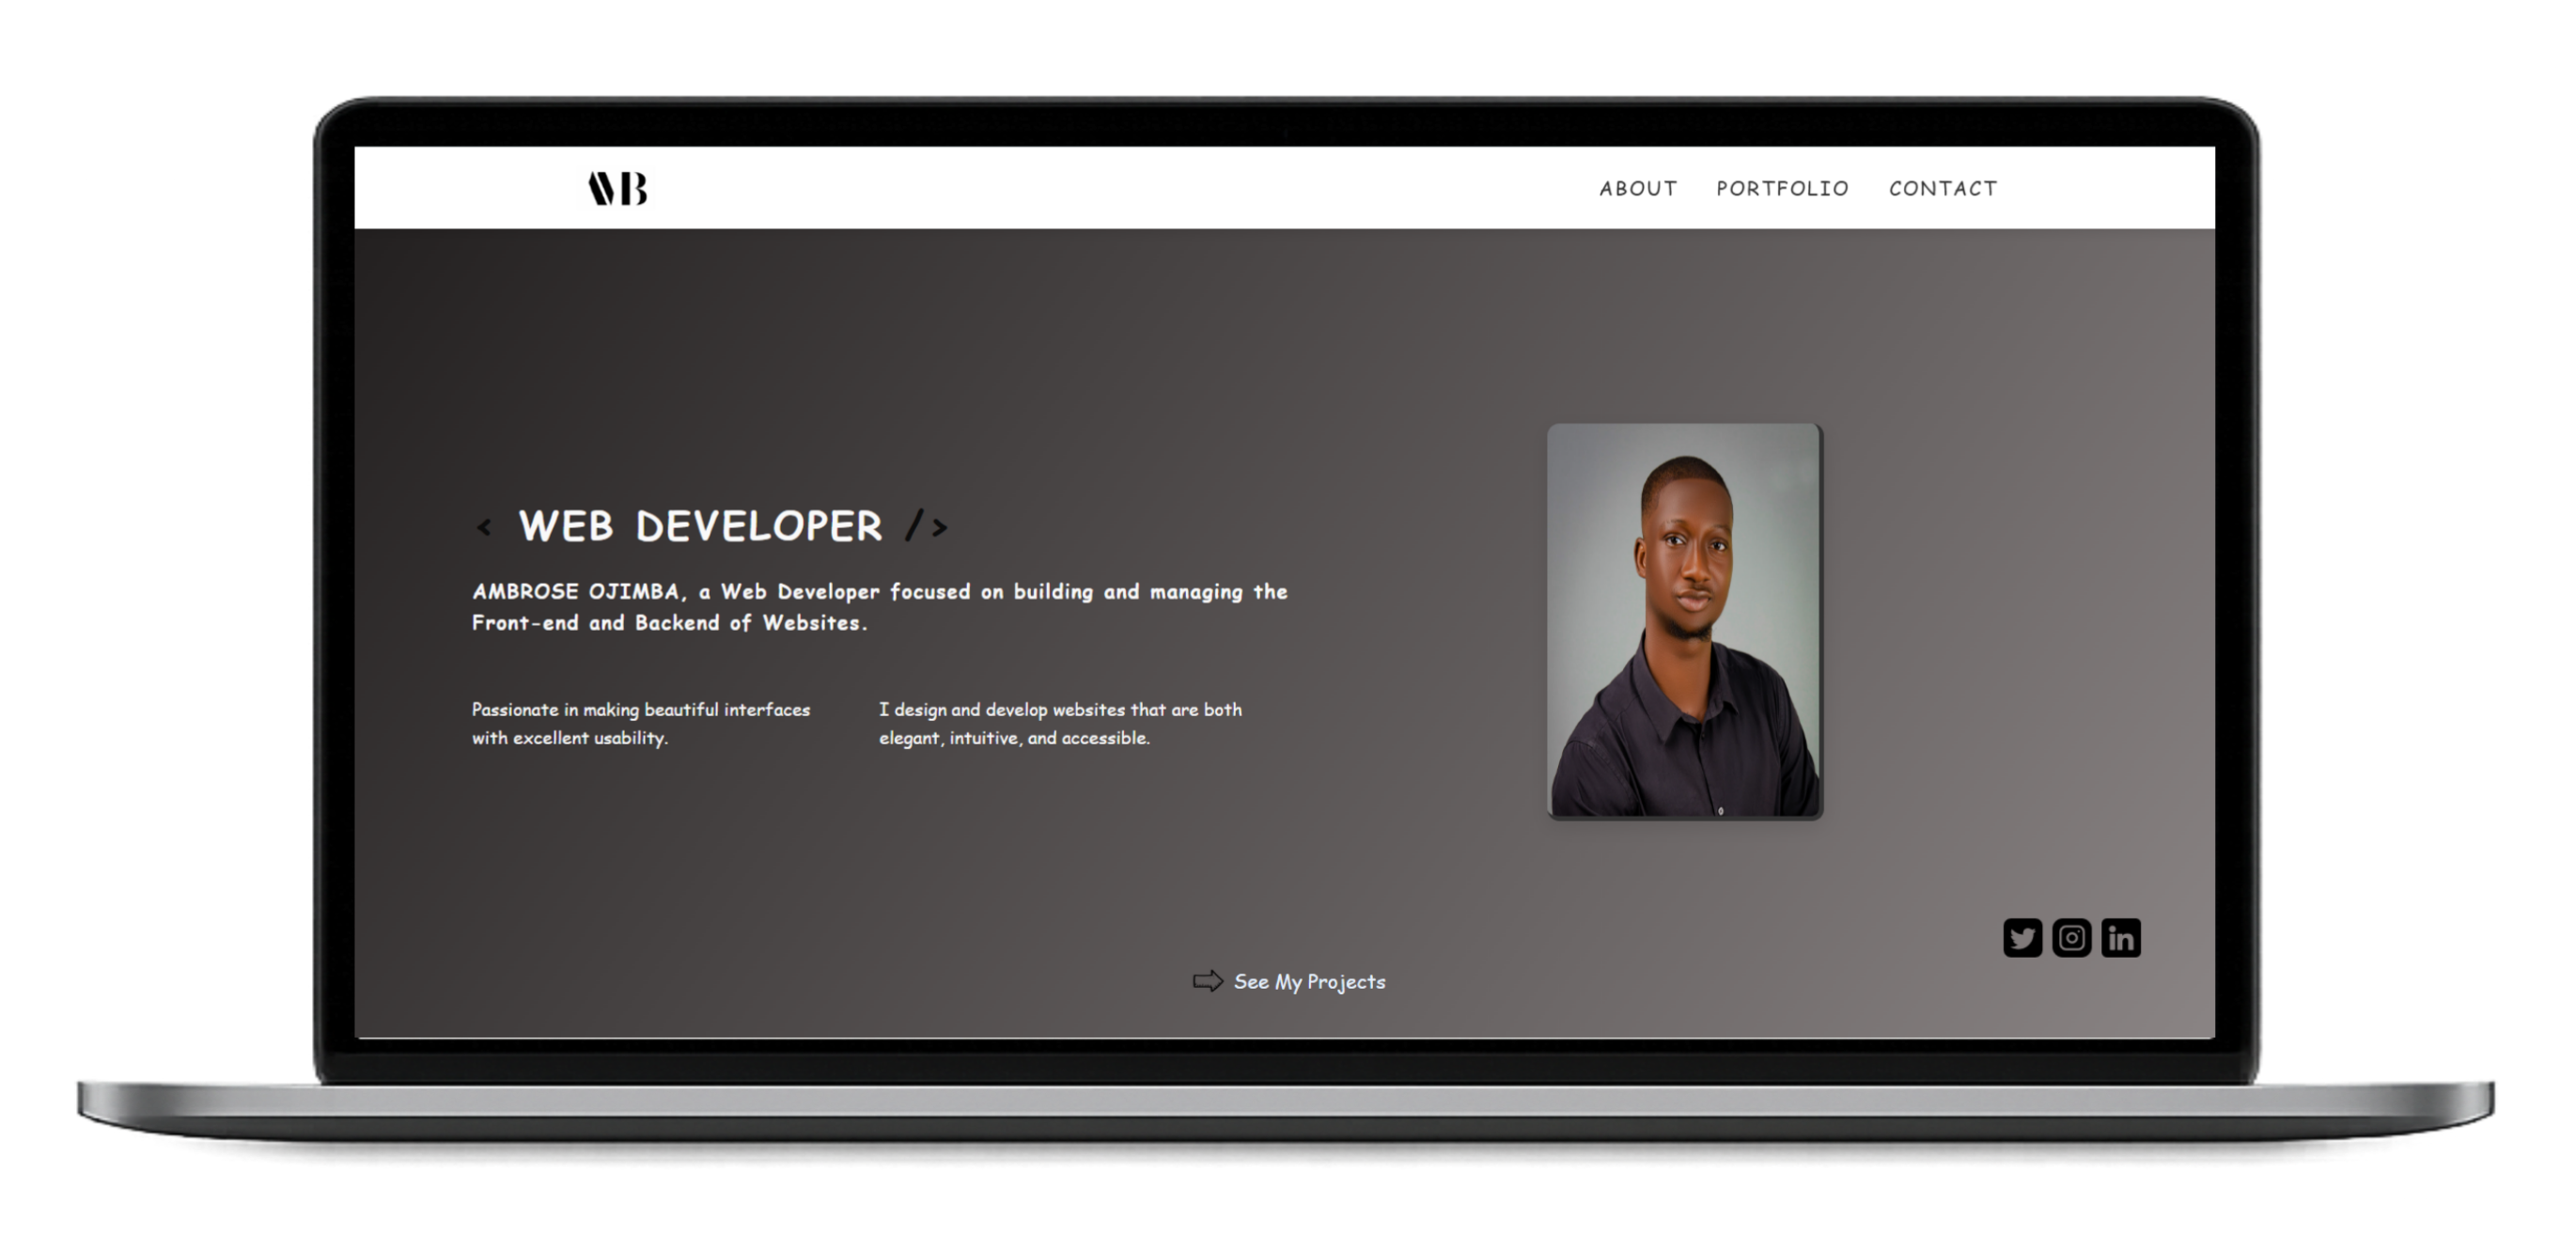 WB
ABOUT PORTFOLIO CONTACT
< WEB DEVELOPER />
AMBROSE OJIMBA, a Web Developer focused on building and managing the
Front-end and Backend of Websites.
Passionate in making beautiful interfaces
with excellent usability.
I design and develop websites that are both
elegant, intuitive, and accessible.
in
See My Projects